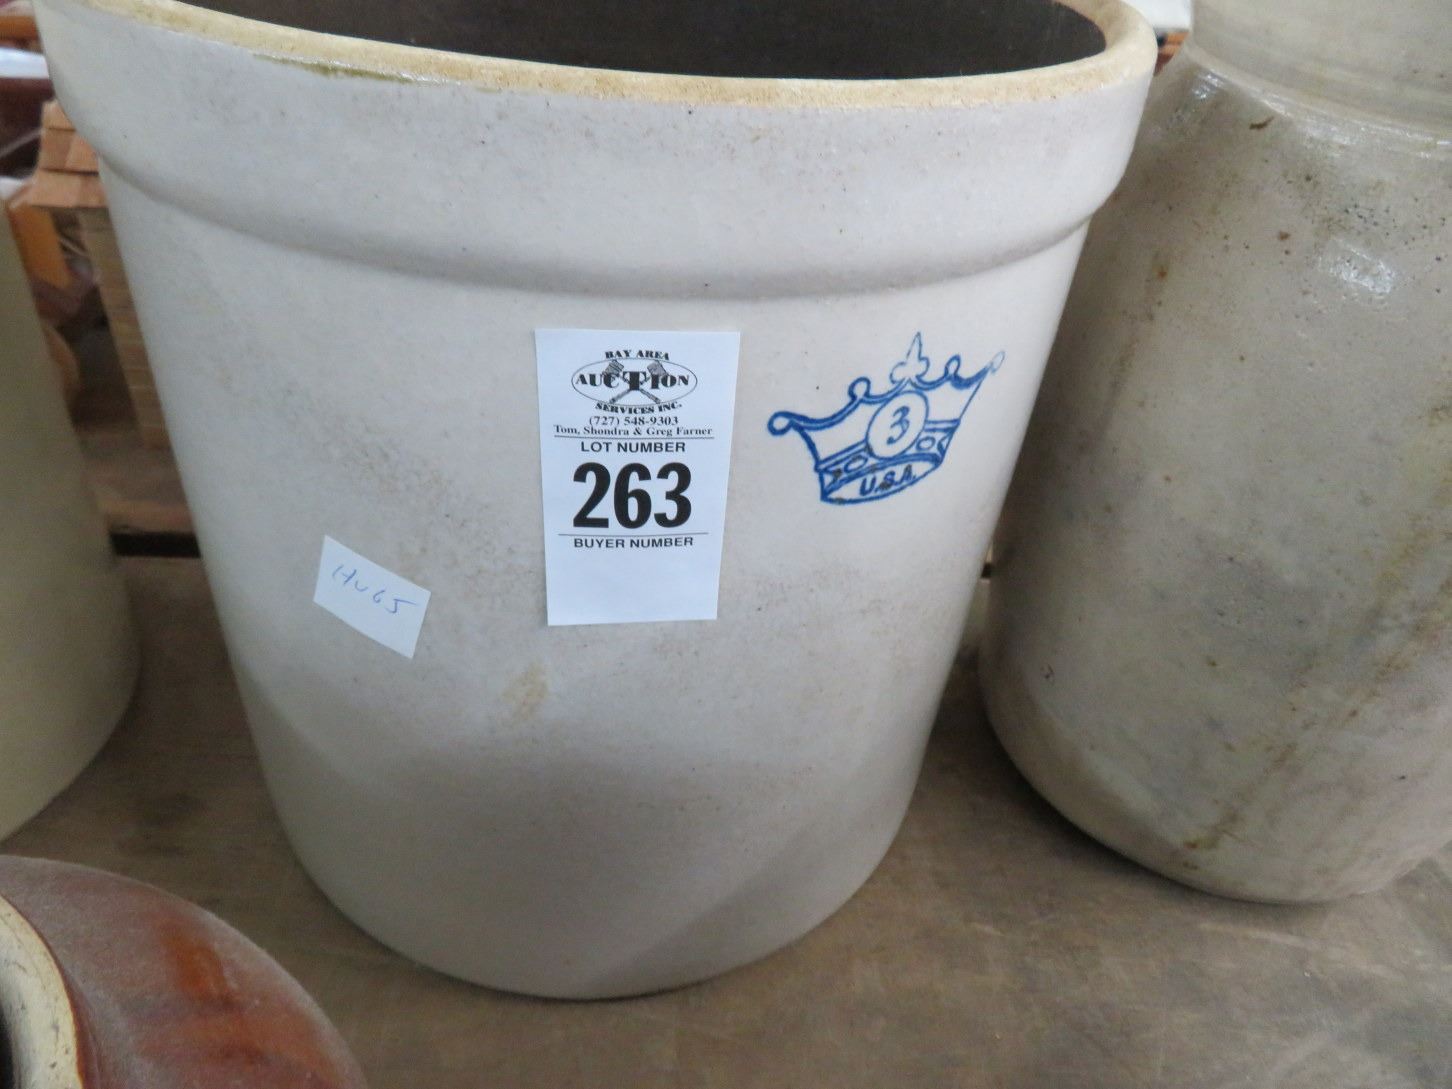 BAY AREA
AUCTION
SERVICES INC.
(727) 548-9303
Tom, Shondra & Greg Farner
LOT NUMBER
263
BUYER NUMBER
3
U.S.A.